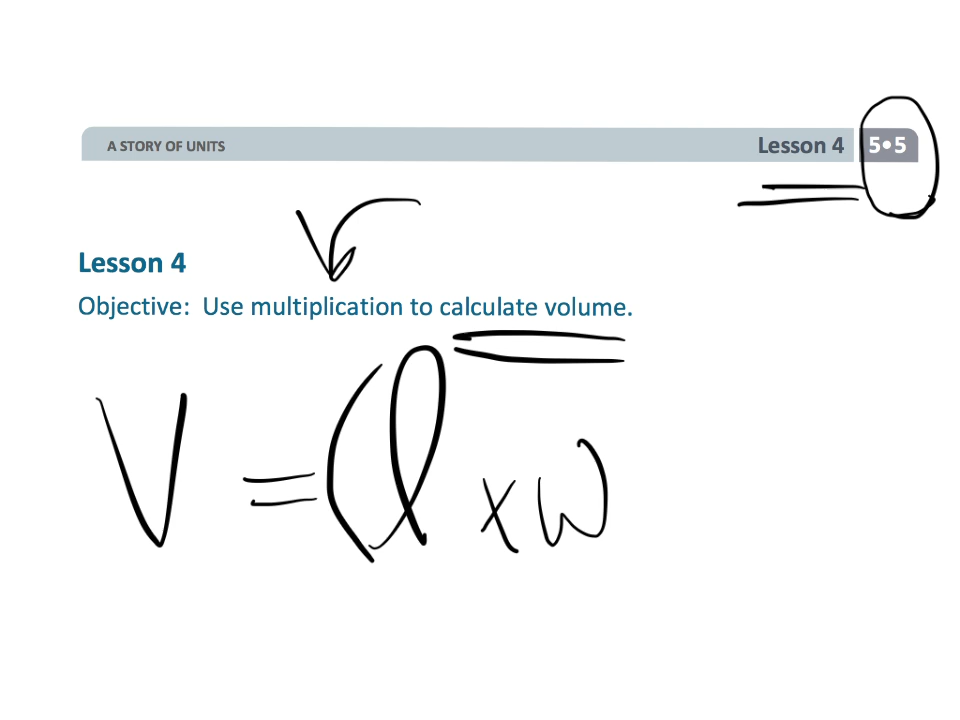 A STORY OF UNITS Lesson 4 5•5
Lesson 4
Objective: Use multiplication to calculate volume.
V = (l x w